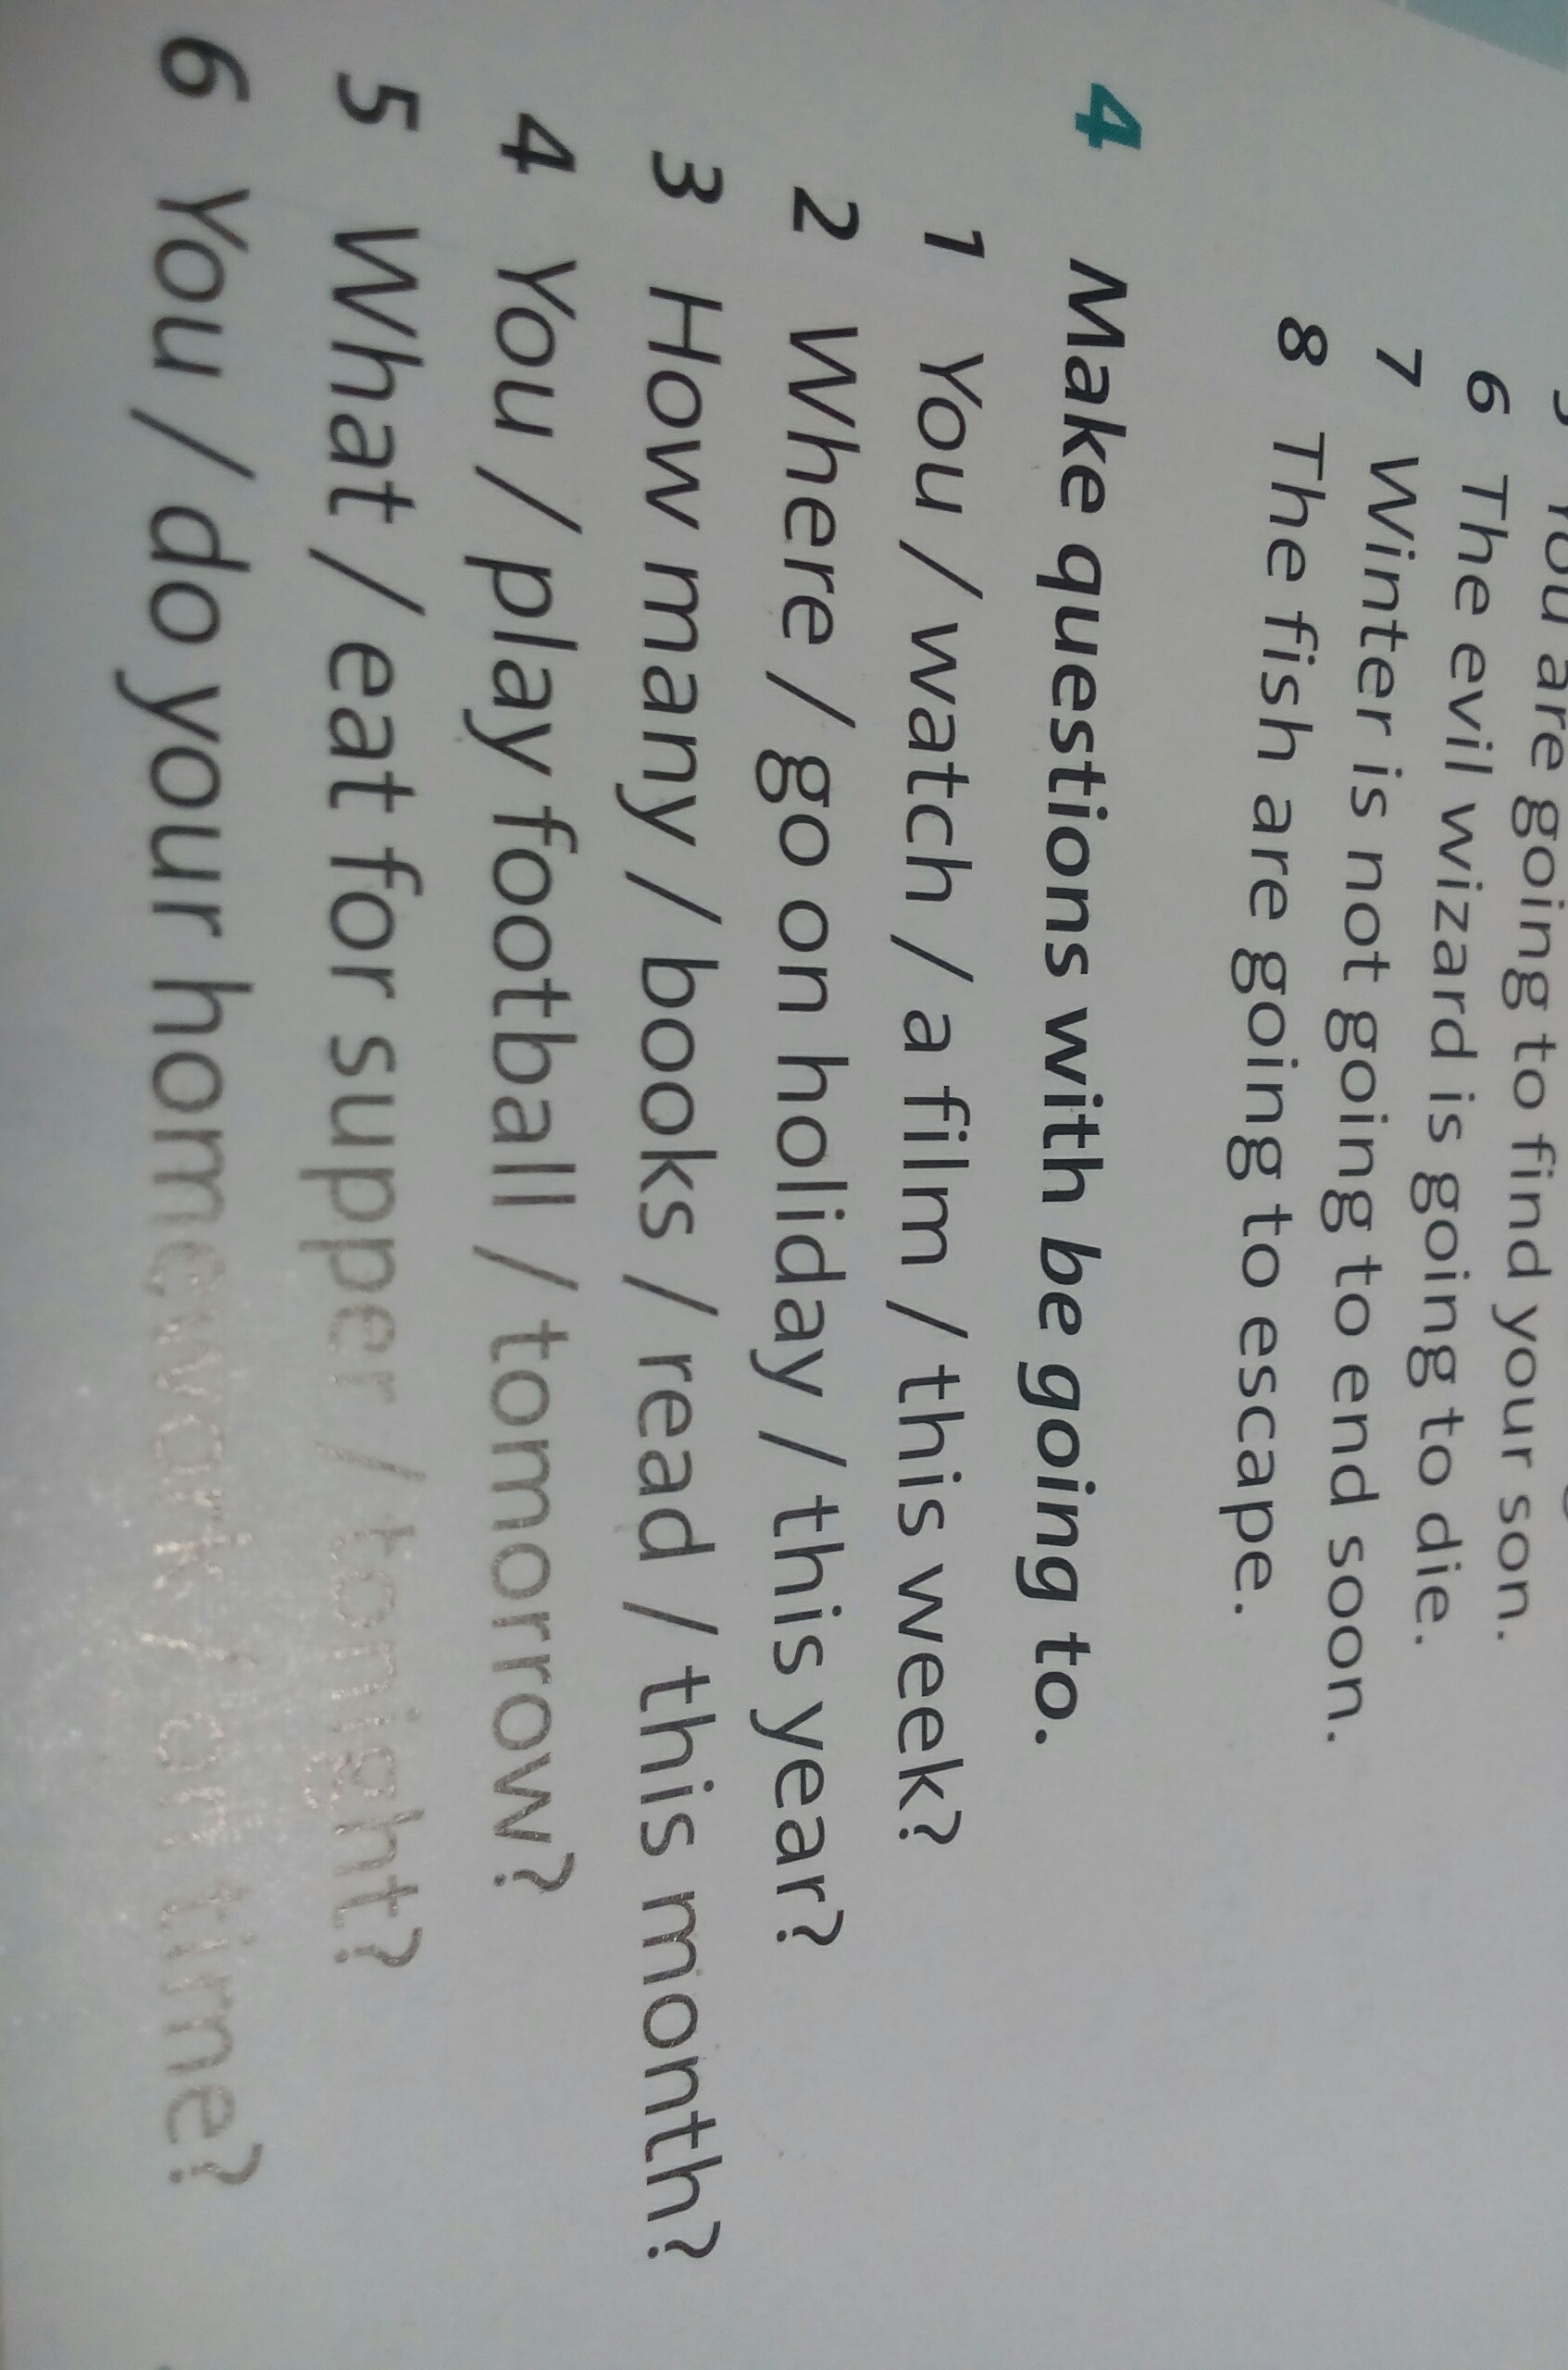 You are going to find your son.
6 The evil wizard is going to die.
7 Winter is not going to end soon.
8 The fish are going to escape.
4 Make questions with be going to.
1 You / watch / a film / this week?
2 Where / go on holiday / this year?
3 How many / books / read / this month?
4 You / play football / tomorrow?
5 What / eat for supper / tonight?
6 You / do your homework / on time?